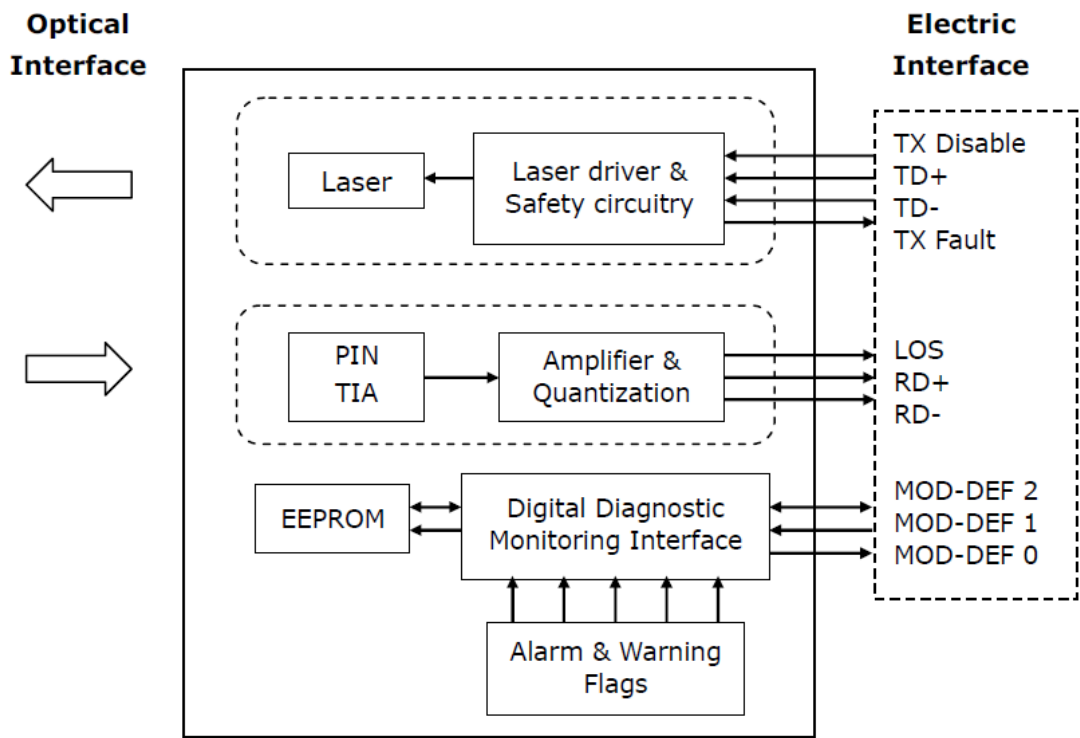 Optical
Interface
Electric
Interface
Laser
Laser driver &
Safety circuitry
TX Disable
TD+
TD-
TX Fault
PIN
TIA
Amplifier &
Quantization
LOS
RD+
RD-
EEPROM
Digital Diagnostic
Monitoring Interface
MOD-DEF 2
MOD-DEF 1
MOD-DEF 0
Alarm & Warning
Flags